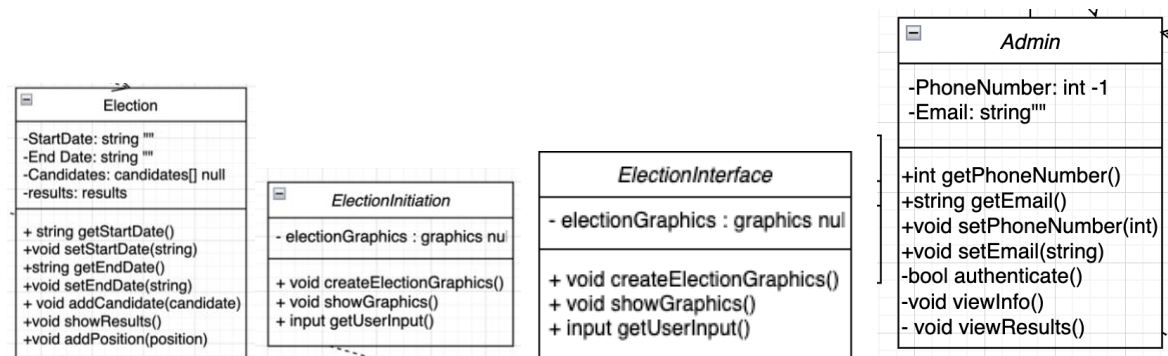 Election
-StartDate: string ""
-End Date: string ""
-Candidates: candidates[] null
-results: results
+ string getStartDate()
+void setStartDate(string)
+string getEndDate()
+void setEndDate(string)
+ void addCandidate(candidate)
+void showResults()
+void addPosition(position)
ElectionInitiation
- electionGraphics : graphics nul
+ void createElectionGraphics()
+ void showGraphics()
+ input getUserInput()
ElectionInterface
- electionGraphics : graphics nul
+ void createElectionGraphics()
+ void showGraphics()
+ input getUserInput()
Admin
-PhoneNumber: int -1
-Email: string""
+int getPhoneNumber()
+string getEmail()
+void setPhoneNumber(int)
+void setEmail(string)
-bool authenticate()
-void viewInfo()
- void viewResults()